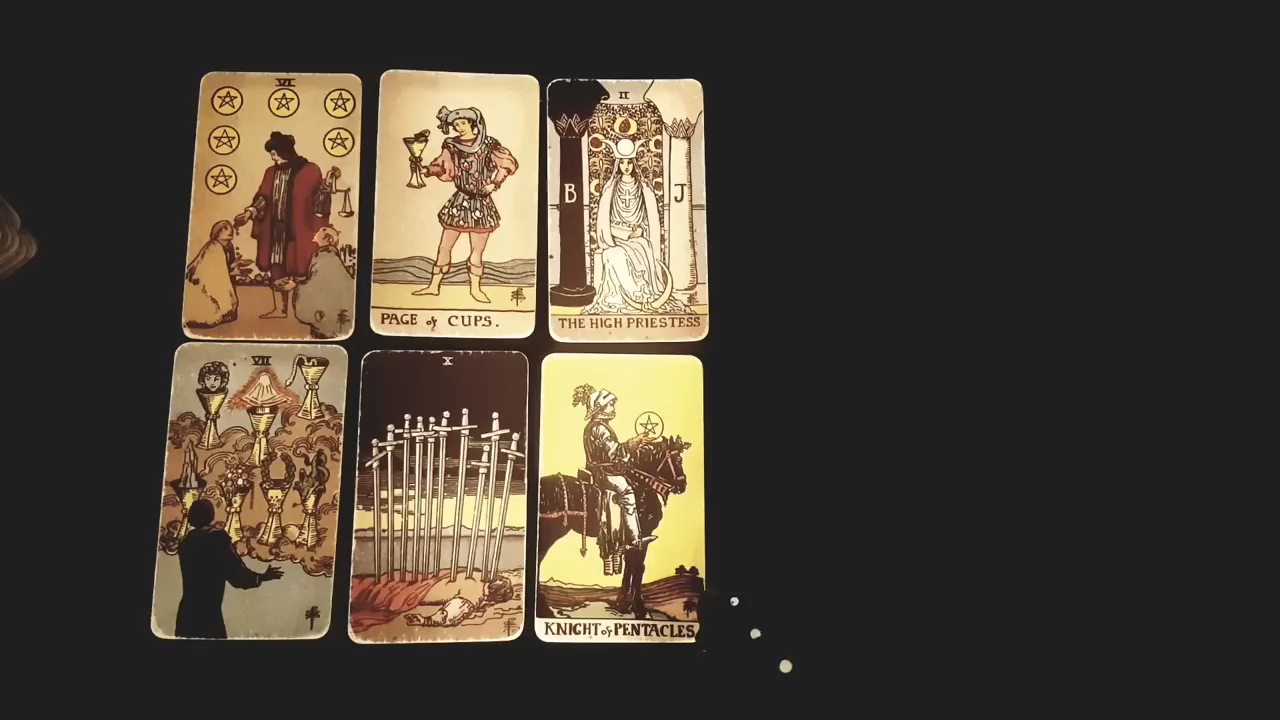 VI
PAGE of CUPS.
II
B
J
THE HIGH PRIESTESS
VII
X
KNIGHT of PENTACLES